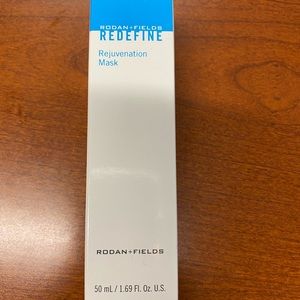 RODAN+FIELDS
REDEFINE
Rejuvenation
Mask
RODAN+FIELDS
50 mL / 1.69 Fl. Oz. U.S.